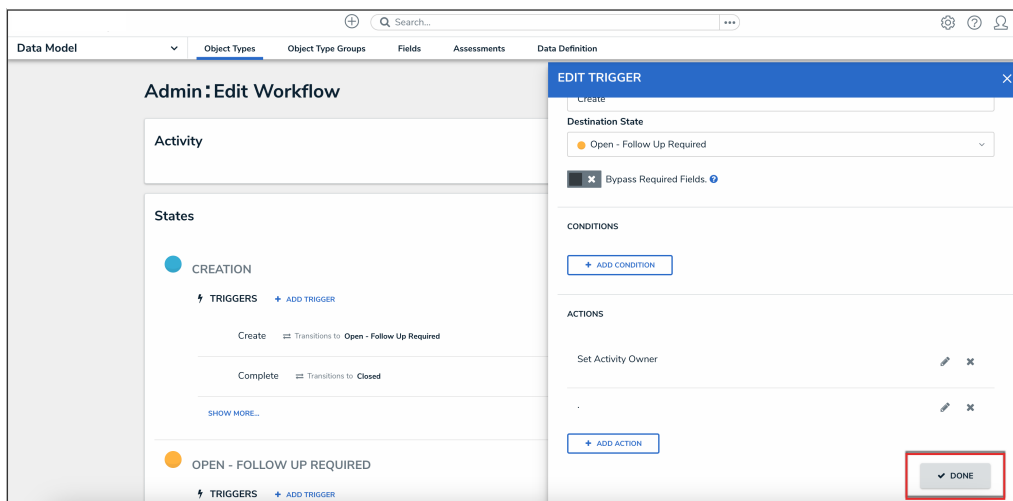 Search...
Data Model
Object Types
Object Type Groups
Fields
Assessments
Data Definition
Admin:Edit Workflow
Activity
States
CREATION
TRIGGERS + ADD TRIGGER
Create Transitions to Open - Follow Up Required
Complete Transitions to Closed
SHOW MORE...
OPEN - FOLLOW UP REQUIRED
TRIGGERS + ADD TRIGGER
EDIT TRIGGER
Create
Destination State
Open - Follow Up Required
Bypass Required Fields.
CONDITIONS
+ ADD CONDITION
ACTIONS
Set Activity Owner
.
+ ADD ACTION
DONE